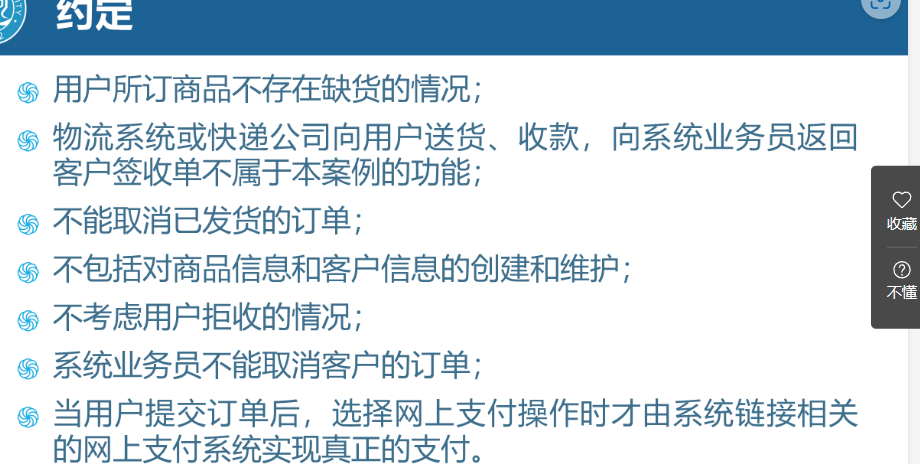 约定
用户所订商品不存在缺货的情况；
物流系统或快递公司向用户送货、收款，向系统业务员返回
客户签收单不属于本案例的功能；
不能取消已发货的订单；
不包括对商品信息和客户信息的创建和维护；
不考虑用户拒收的情况；
系统业务员不能取消客户的订单；
当用户提交订单后，选择网上支付操作时才由系统链接相关
的网上支付系统实现真正的支付。
收藏
不懂